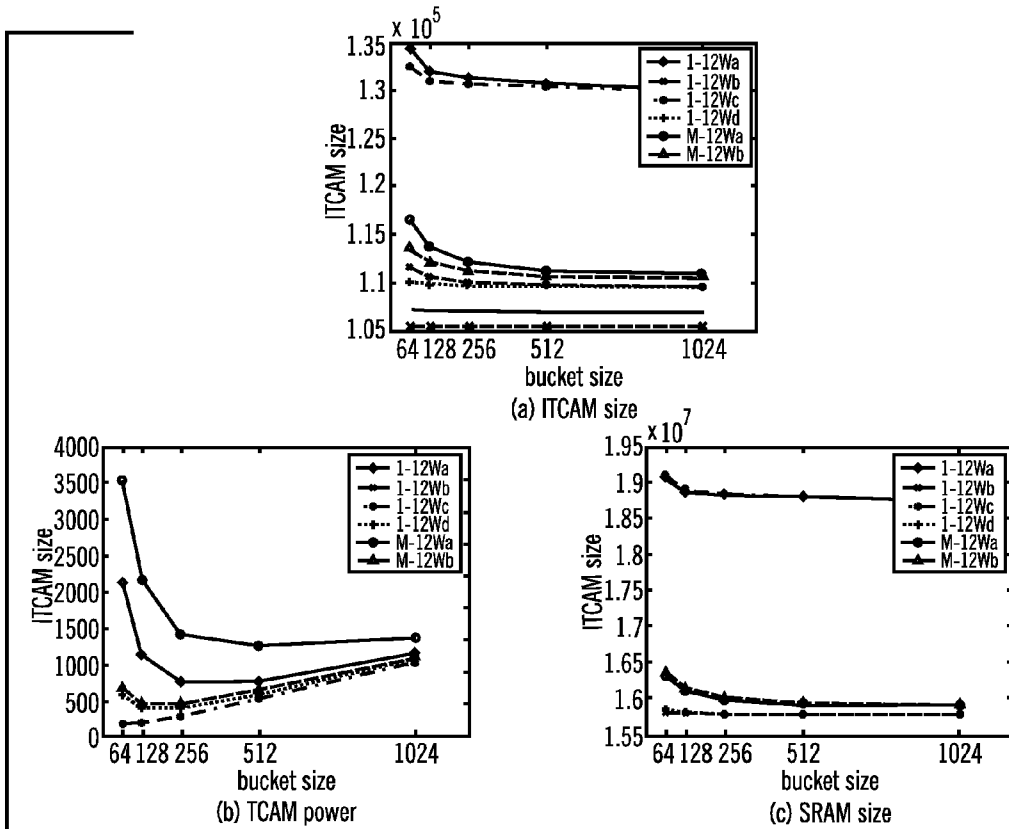 × 10^5
1.35
1.3
1.25
1.2
1.15
1.1
1.05
ITCAM size
64 128 256 512 1024
bucket size
(a) ITCAM size
1-12Wa
1-12Wb
1-12Wc
1-12Wd
M-12Wa
M-12Wb
4000
3500
3000
2500
2000
1500
1000
500
0
ITCAM size
64 128 256 512 1024
bucket size
(b) TCAM power
1-12Wa
1-12Wb
1-12Wc
1-12Wd
M-12Wa
M-12Wb
×10^7
1.95
1.9
1.85
1.8
1.75
1.7
1.65
1.6
1.55
ITCAM size
64 128 256 512 1024
bucket size
(c) SRAM size
1-12Wa
1-12Wb
1-12Wc
1-12Wd
M-12Wa
M-12Wb